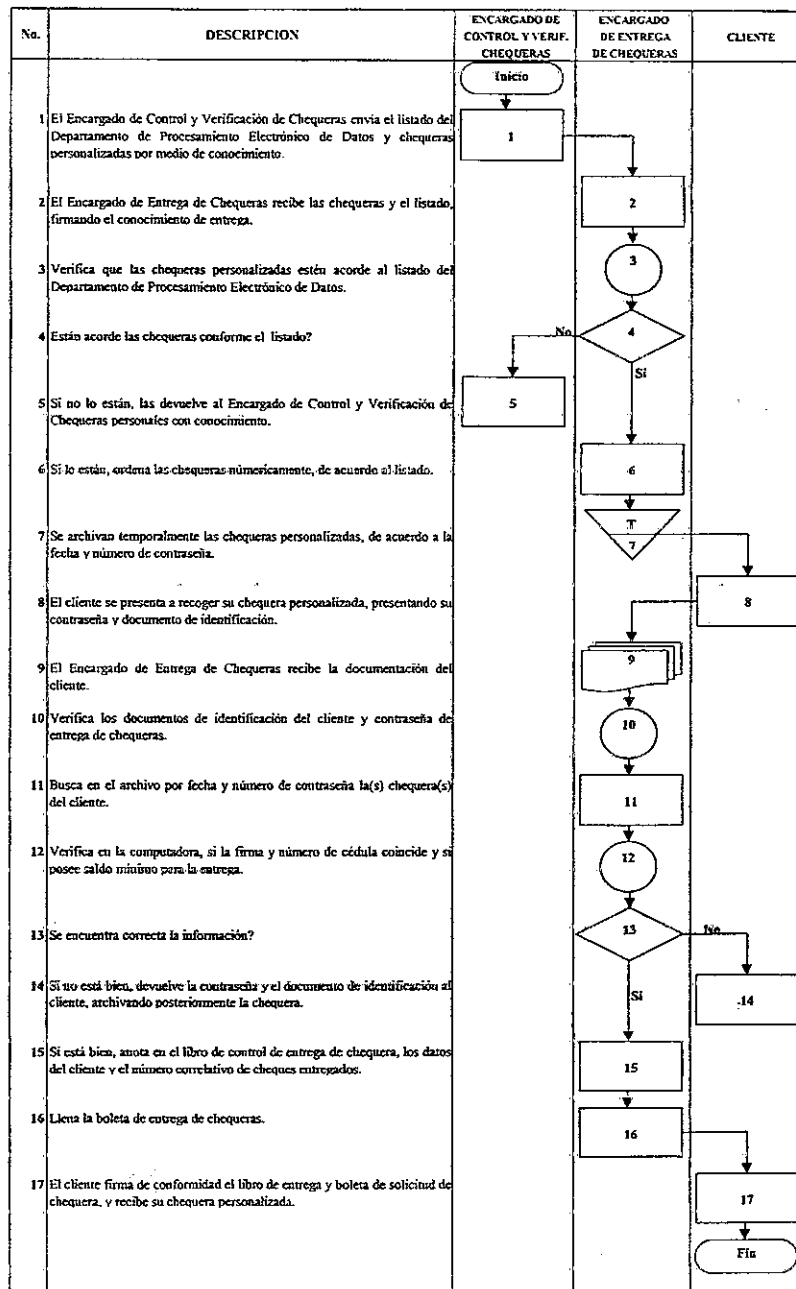 No.
DESCRIPCION
ENCARGADO DE
CONTROL Y VERIF.
CHEQUERAS
ENCARGADO
DE ENTREGA
DE CHEQUERAS
CLIENTE
Inicio
1 El Encargado de Control y Verificación de Chequeras envia el listado del
Departamento de Procesamiento Electrónico de Datos y chequeras
personalizadas por medio de conocimiento.
1
2 El Encargado de Entrega de Chequeras recibe las chequeras y el listado,
firmando el conocimiento de entrega.
2
3 Verifica que las chequeras personalizadas estén acorde al listado del
Departamento de Procesamiento Electrónico de Datos.
3
4 Están acorde las chequeras conforme el listado?
No
4
Si
5 Si no lo están, las devuelve al Encargado de Control y Verificación de
Chequeras personales con conocimiento.
5
6 Si lo están, ordena las chequeras númericamente, de acuerdo al listado.
6
7 Se archivan temporalmente las chequeras personalizadas, de acuerdo a la
fecha y número de contraseña.
T
7
8 El cliente se presenta a recoger su chequera personalizada, presentando su
contraseña y documento de identificación.
8
9 El Encargado de Entrega de Chequeras recibe la documentación del
cliente.
9
10 Verifica los documentos de identificación del cliente y contraseña de
entrega de chequeras.
10
11 Busca en el archivo por fecha y número de contraseña la(s) chequera(s)
del cliente.
11
12 Verifica en la computadora, si la firma y número de cédula coincide y si
posee saldo mínimo para la entrega.
12
13 Se encuentra correcta la información?
13
No
14 Si no está bien, devuelve la contraseña y el documento de identificación al
cliente, archivando posteriormente la chequera.
Si
14
15 Si está bien, anota en el libro de control de entrega de chequera, los datos
del cliente y el número correlativo de cheques entregados.
15
16 Llena la boleta de entrega de chequeras.
16
17 El cliente firma de conformidad el libro de entrega y boleta de solicitud de
chequera, y recibe su chequera personalizada.
17
Fin